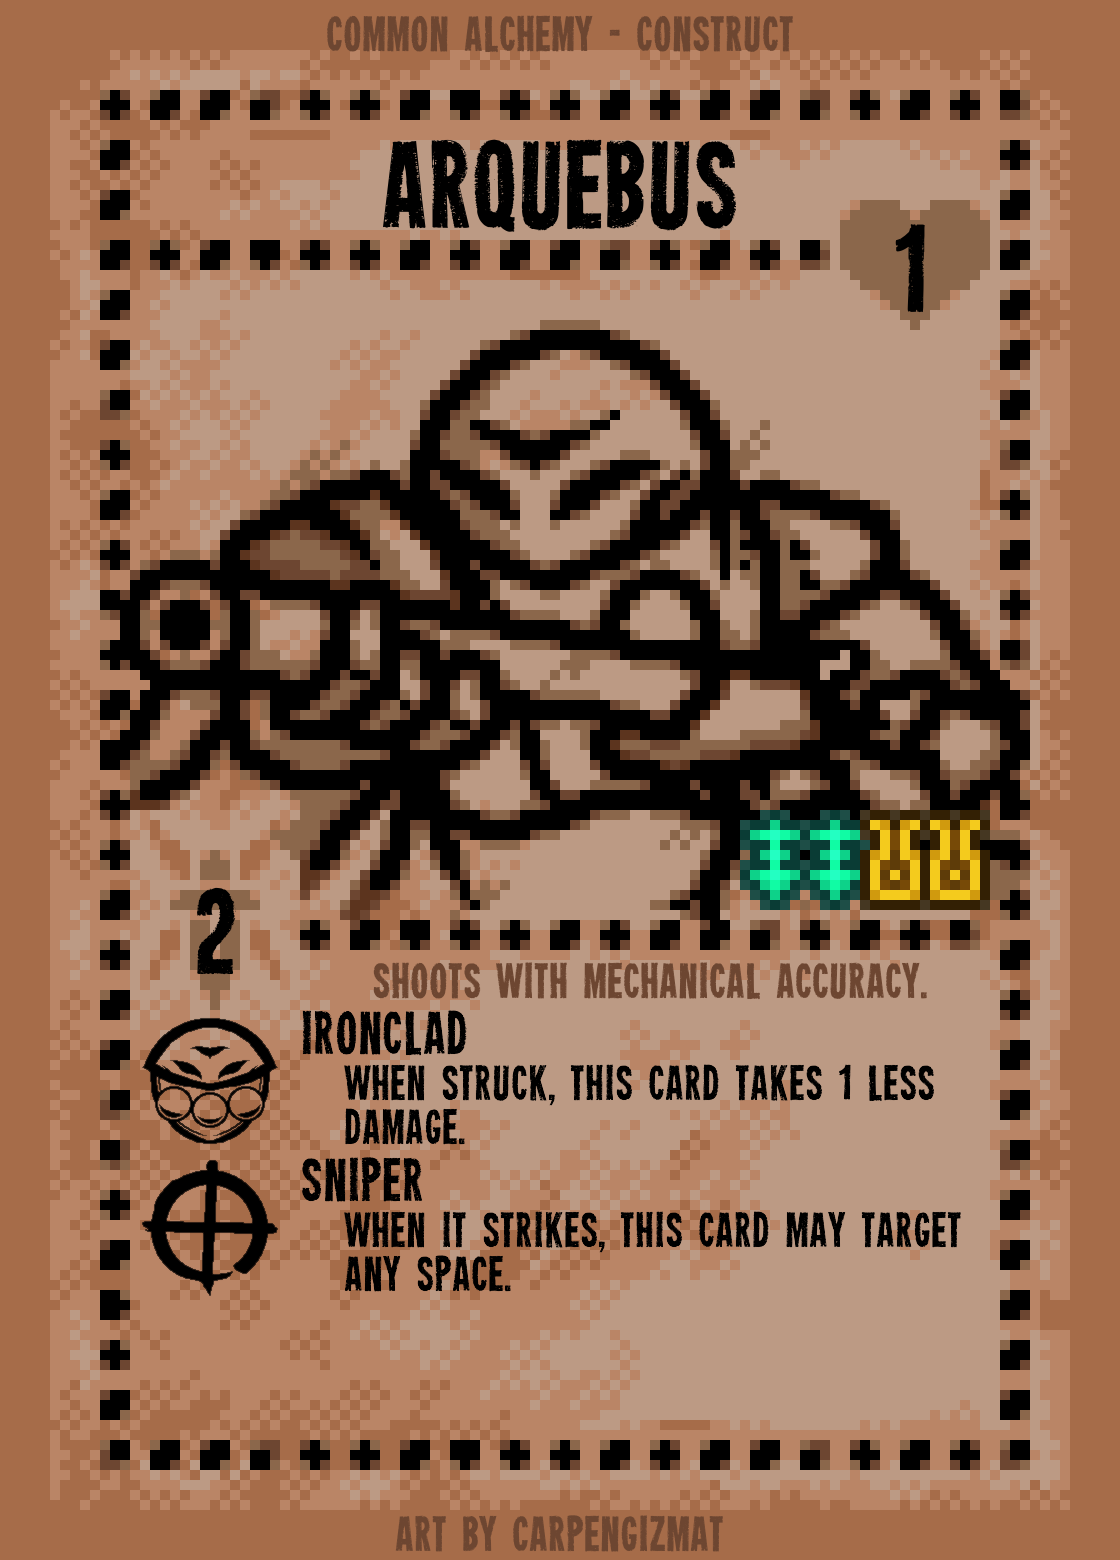 COMMON ALCHEMY - CONSTRUCT
ARQUEBUS
1
2
SHOOTS WITH MECHANICAL ACCURACY.
IRONCLAD
WHEN STRUCK, THIS CARD TAKES 1 LESS
DAMAGE.
SNIPER
WHEN IT STRIKES, THIS CARD MAY TARGET
ANY SPACE.
ART BY CARPENGIZMAT